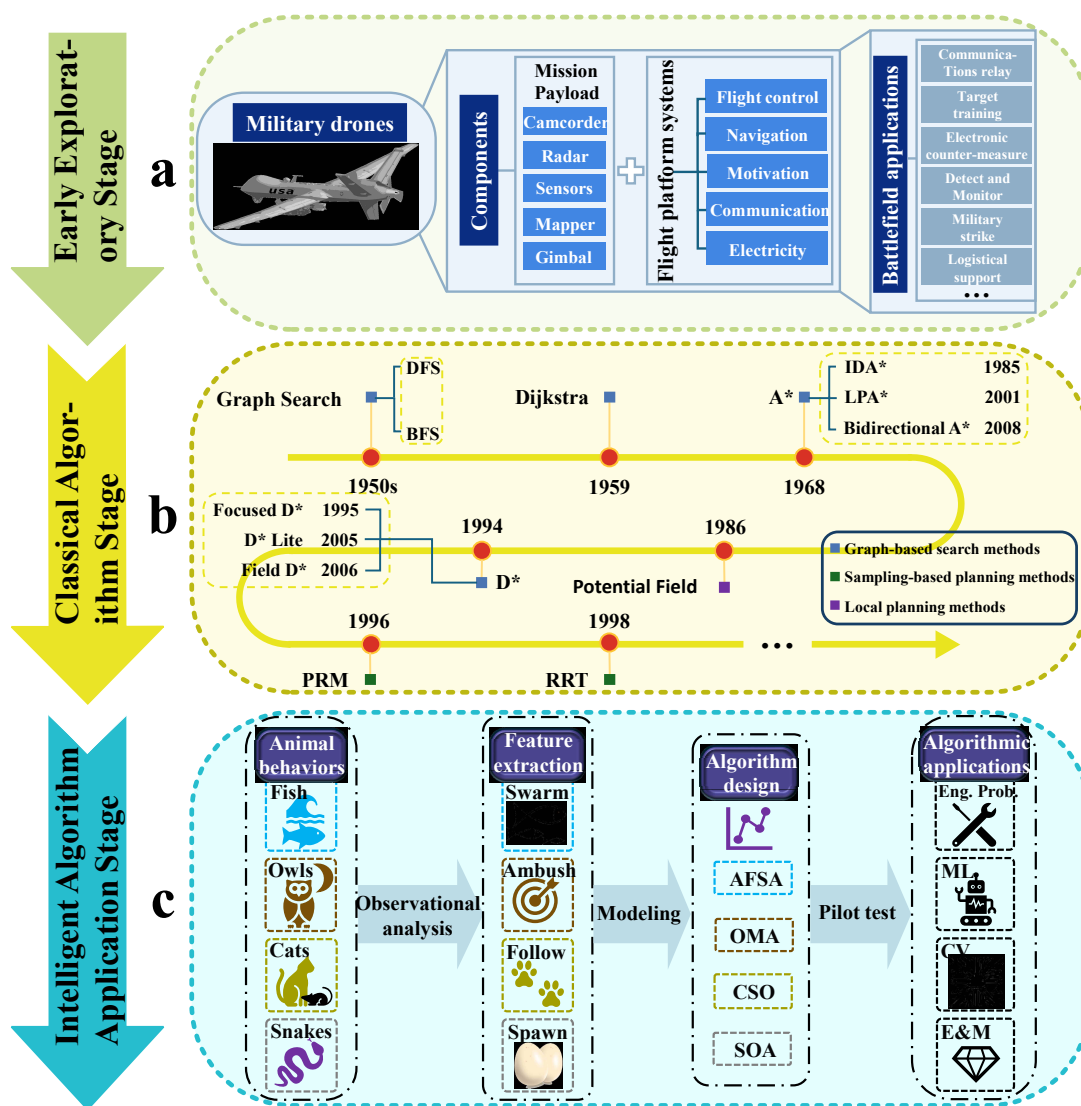 Early Explorat-
ory Stage
a
Military drones
usa
Components
Mission
Payload
Camcorder
Radar
Sensors
Mapper
Gimbal
Flight platform systems
Flight control
Navigation
Motivation
Communication
Electricity
Battlefield applications
Communica-
Tions relay
Target
training
Electronic
counter-measure
Detect and
Monitor
Military
strike
Logistical
support
...
Classical Algor-
ithm Stage
b
Graph Search
DFS
BFS
1950s
Dijkstra
1959
A*
1968
IDA* 1985
LPA* 2001
Bidirectional A* 2008
Focused D* 1995
D* Lite 2005
Field D* 2006
1994
D*
1986
Potential Field
Graph-based search methods
Sampling-based planning methods
Local planning methods
1996
PRM
1998
RRT
...
Intelligent Algorithm
Application Stage
c
Animal
behaviors
Fish
Owls
Cats
Snakes
Observational
analysis
Feature
extraction
Swarm
Ambush
Follow
Spawn
Modeling
Algorithm
design
AFSA
OMA
CSO
SOA
Pilot test
Algorithmic
applications
Eng. Prob.
ML
CV
E&M